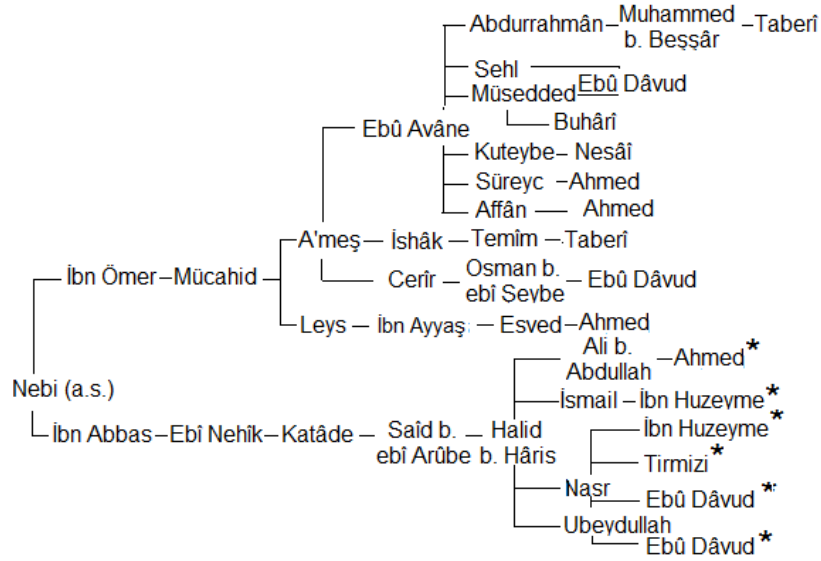 Abdurrahmân Muhammed b. Beşşâr Taberî
Sehl
Müsedded Ebû Dâvud
Buhârî
Ebû Avâne
Kuteybe Nesâî
Süreyc Ahmed
Affân Ahmed
A'meş İshâk Temîm Taberî
İbn Ömer Mücahid
Cerîr Osman b. ebî Seybe Ebû Dâvud
Leys İbn Ayyaş Esved Ahmed
Ali b. Abdullah Ahmed*
Nebi (a.s.)
İsmail İbn Huzeyme*
İbn Abbas Ebî Nehîk Katâde Saîd b. ebî Arûbe Halid b. Hâris
İbn Huzeyme*
Tirmizi*
Nasr
Ebû Dâvud*
Ubeydullah
Ebû Dâvud*